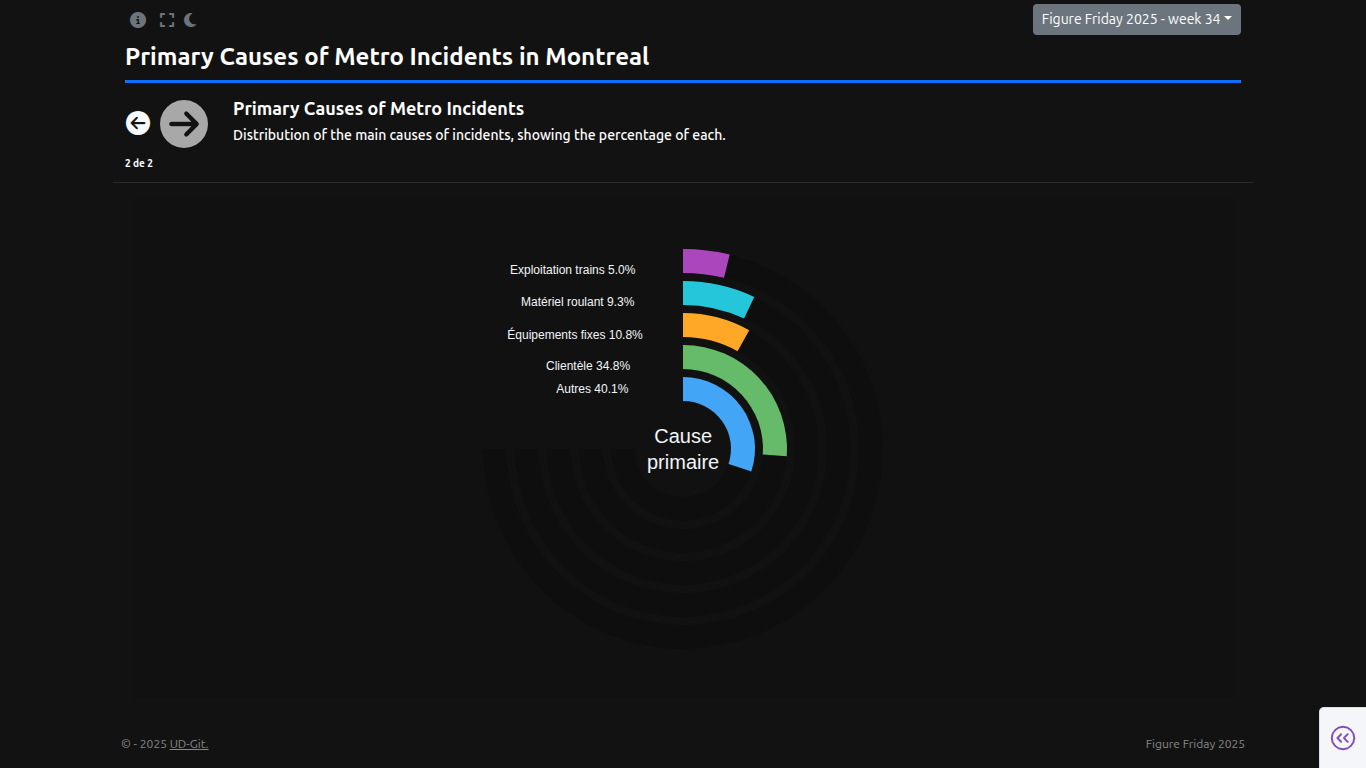 Figure Friday 2025 - week 34
Primary Causes of Metro Incidents in Montreal
Primary Causes of Metro Incidents
Distribution of the main causes of incidents, showing the percentage of each.
2 de 2
Exploitation trains 5.0%
Matériel roulant 9.3%
Équipements fixes 10.8%
Clientèle 34.8%
Autres 40.1%
Cause
primaire
© - 2025 UD-Git.
Figure Friday 2025